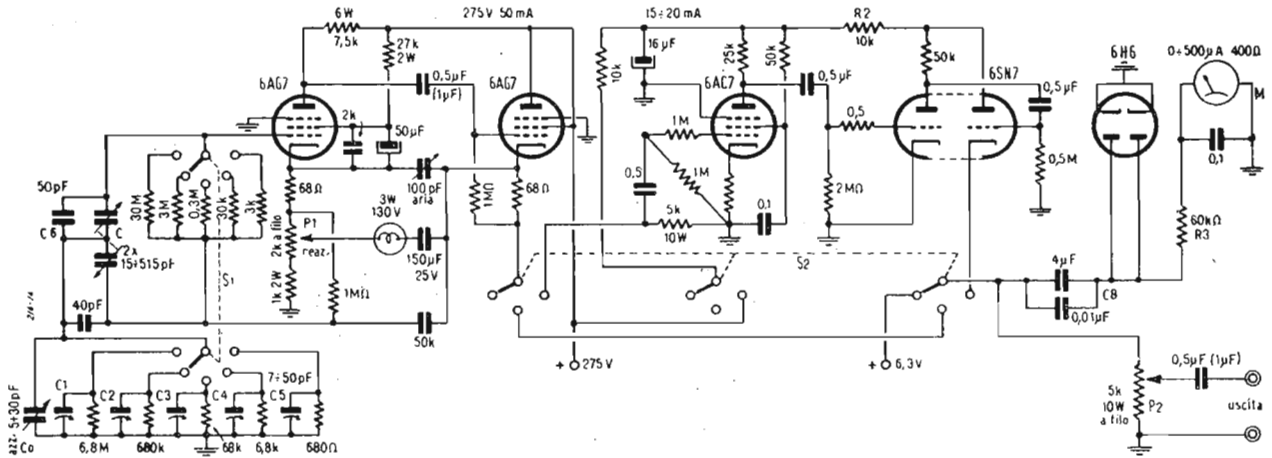 6W
7,5k
275V 50mA
15÷20 mA
R2
10k
27k
2W
6AG7
0,5µF
(1µF)
6AG7
10k
16µF
25k
50k
6AC7
0,5µF
50k
6SN7
0,5µF
6H6
0÷500µA 400Ω
M
2k
50µF
1M
0,5
0,1
50pF
30M
3M
0,3M
30k
3k
68Ω
100pF
aria
1MΩ
68Ω
0,5
1M
2MΩ
0,5M
C6
C
2x
15÷515pF
P1
2k a filo
reaz.
3W
130V
150µF
25V
5k
10W
0,1
60kΩ
R3
S1
1k 2W
1MΩ
S2
4µF
C8
0,01µF
40pF
50k
+ 275V
+ 6,3V
7÷50pF
azz. 5÷30pF
Co
C1
C2
C3
C4
C5
6,8M
680k
68k
6,8k
680Ω
0,5µF (1µF)
5k
10W
a filo
P2
uscita